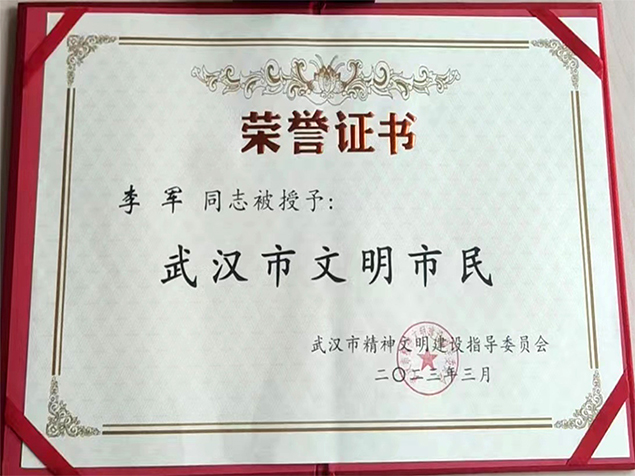 荣誉证书
李 军 同志被授予：
武汉市文明市民
武汉市精神文明建设指导委员会
二〇二三年三月